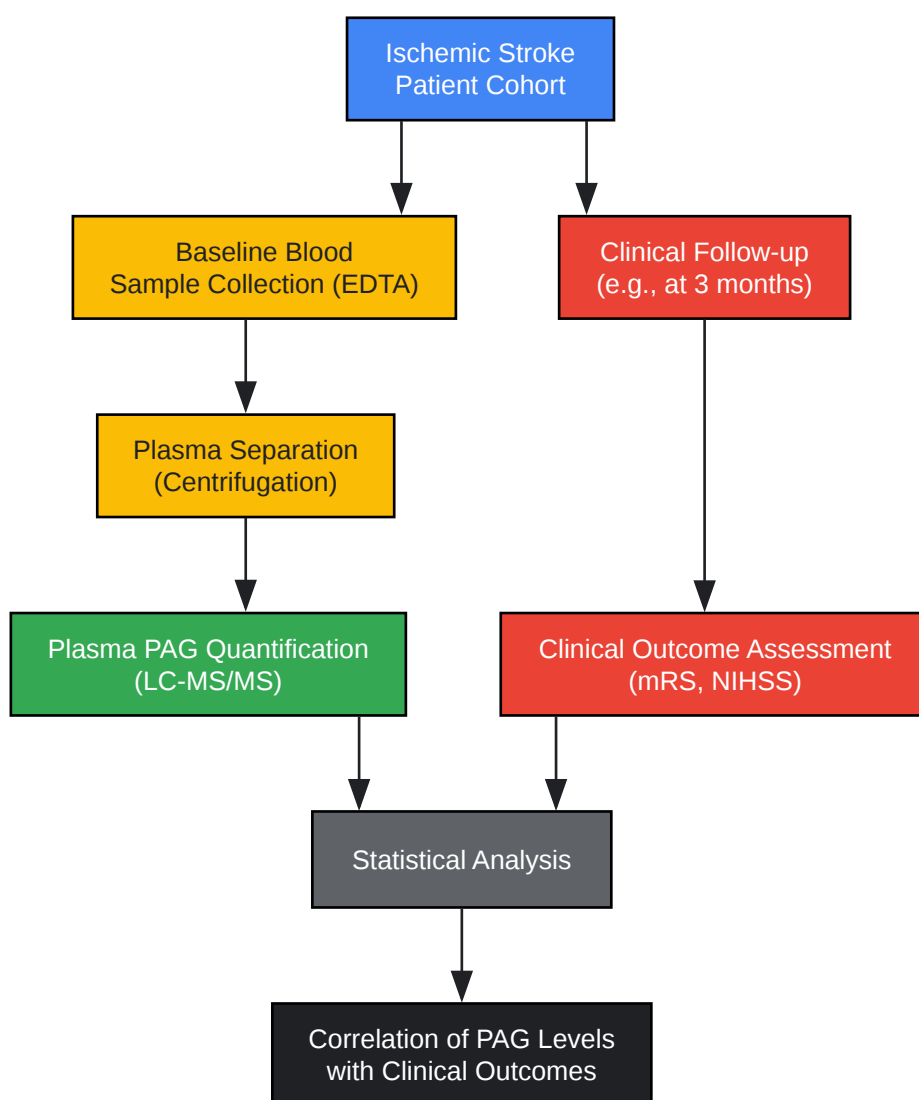 Ischemic Stroke
Patient Cohort
Baseline Blood
Sample Collection (EDTA)
Clinical Follow-up
(e.g., at 3 months)
Plasma Separation
(Centrifugation)
Plasma PAG Quantification
(LC-MS/MS)
Clinical Outcome Assessment
(mRS, NIHSS)
Statistical Analysis
Correlation of PAG Levels
with Clinical Outcomes